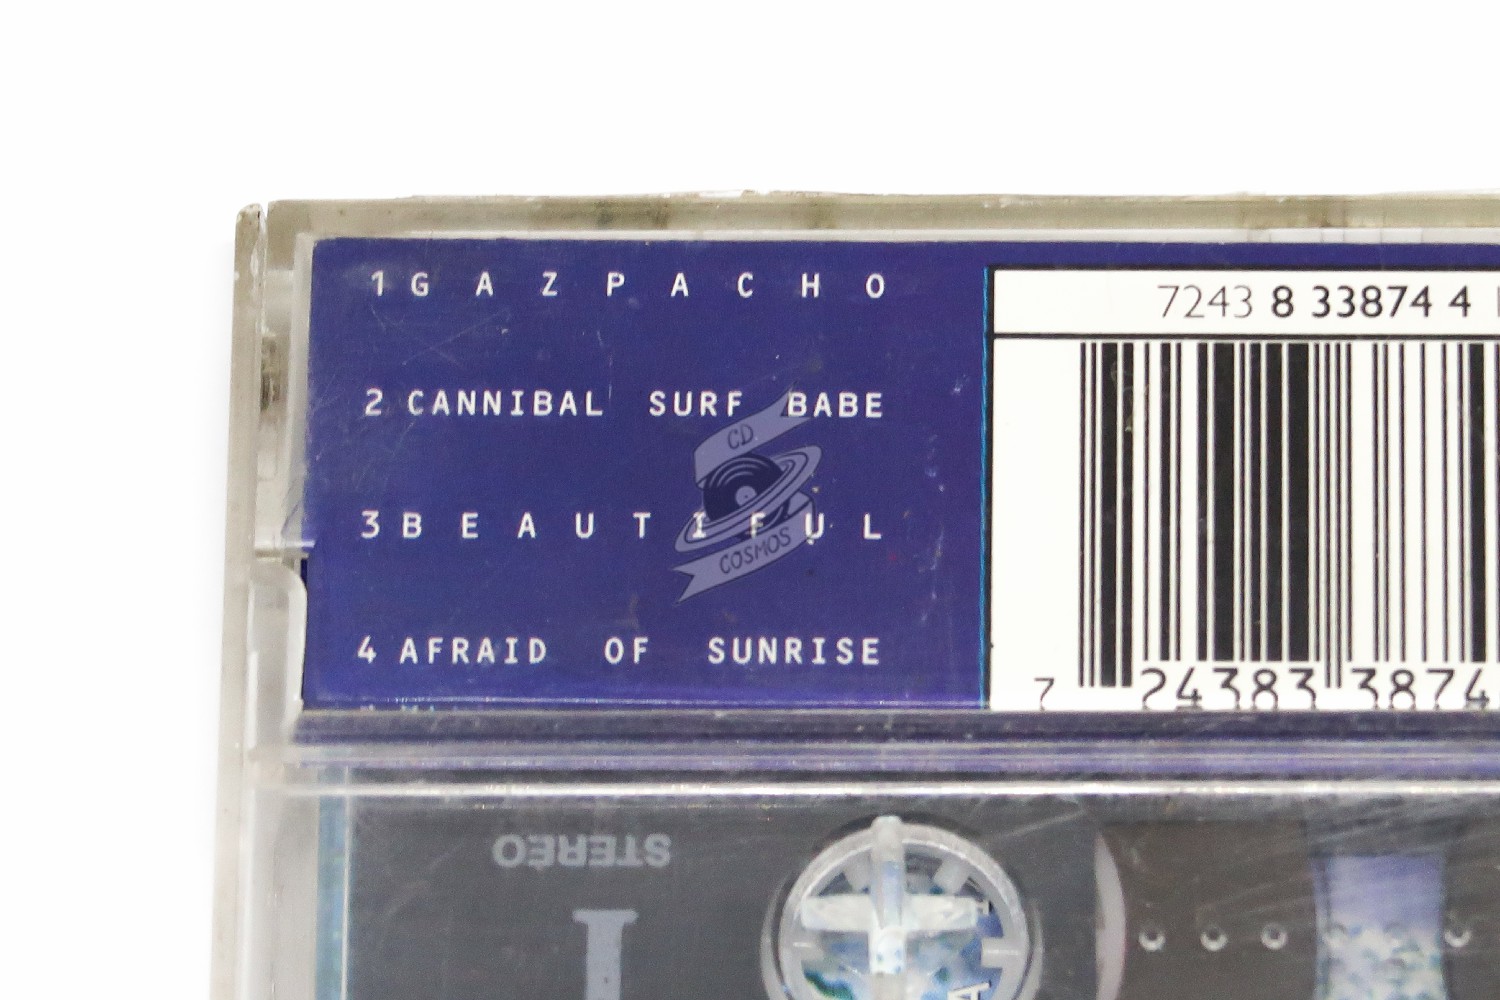 1 GAZPACHO
7243 8 33874 4
2 CANNIBAL SURF BABE
CD
COSMOS
3 BEAUTIFUL
4 AFRAID OF SUNRISE
7 24383 3874
STEREO